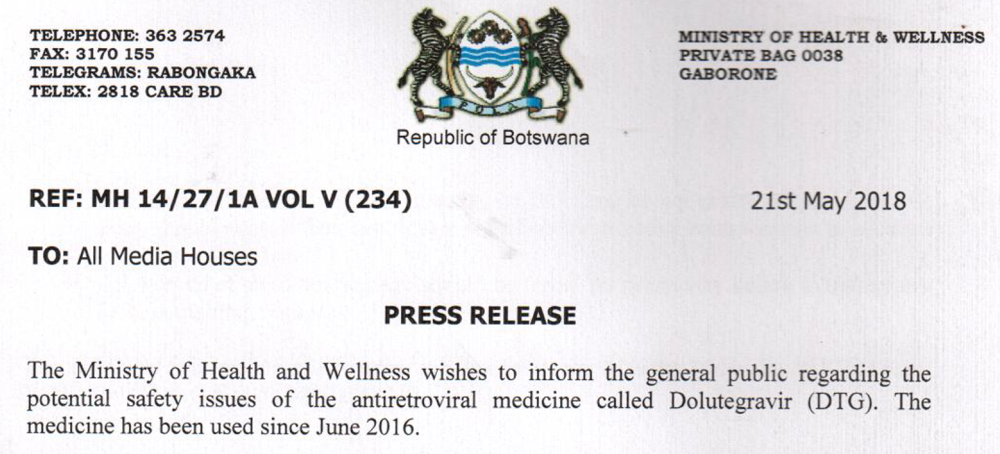 TELEPHONE: 363 2574
FAX: 3170 155
TELEGRAMS: RABONGAKA
TELEX: 2818 CARE BD
PULA
Republic of Botswana
MINISTRY OF HEALTH & WELLNESS
PRIVATE BAG 0038
GABORONE
REF: MH 14/27/1A VOL V (234)
21st May 2018
TO: All Media Houses
PRESS RELEASE
The Ministry of Health and Wellness wishes to inform the general public regarding the
potential safety issues of the antiretroviral medicine called Dolutegravir (DTG). The
medicine has been used since June 2016.